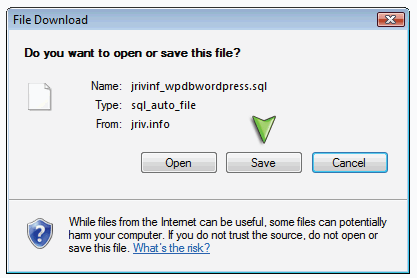 File Download
Do you want to open or save this file?
Name: jrivinf_wpdbwordpress.sql
Type: sql_auto_file
From: jriv.info
Open Save Cancel
While files from the Internet can be useful, some files can potentially
harm your computer. If you do not trust the source, do not open or
save this file. What's the risk?